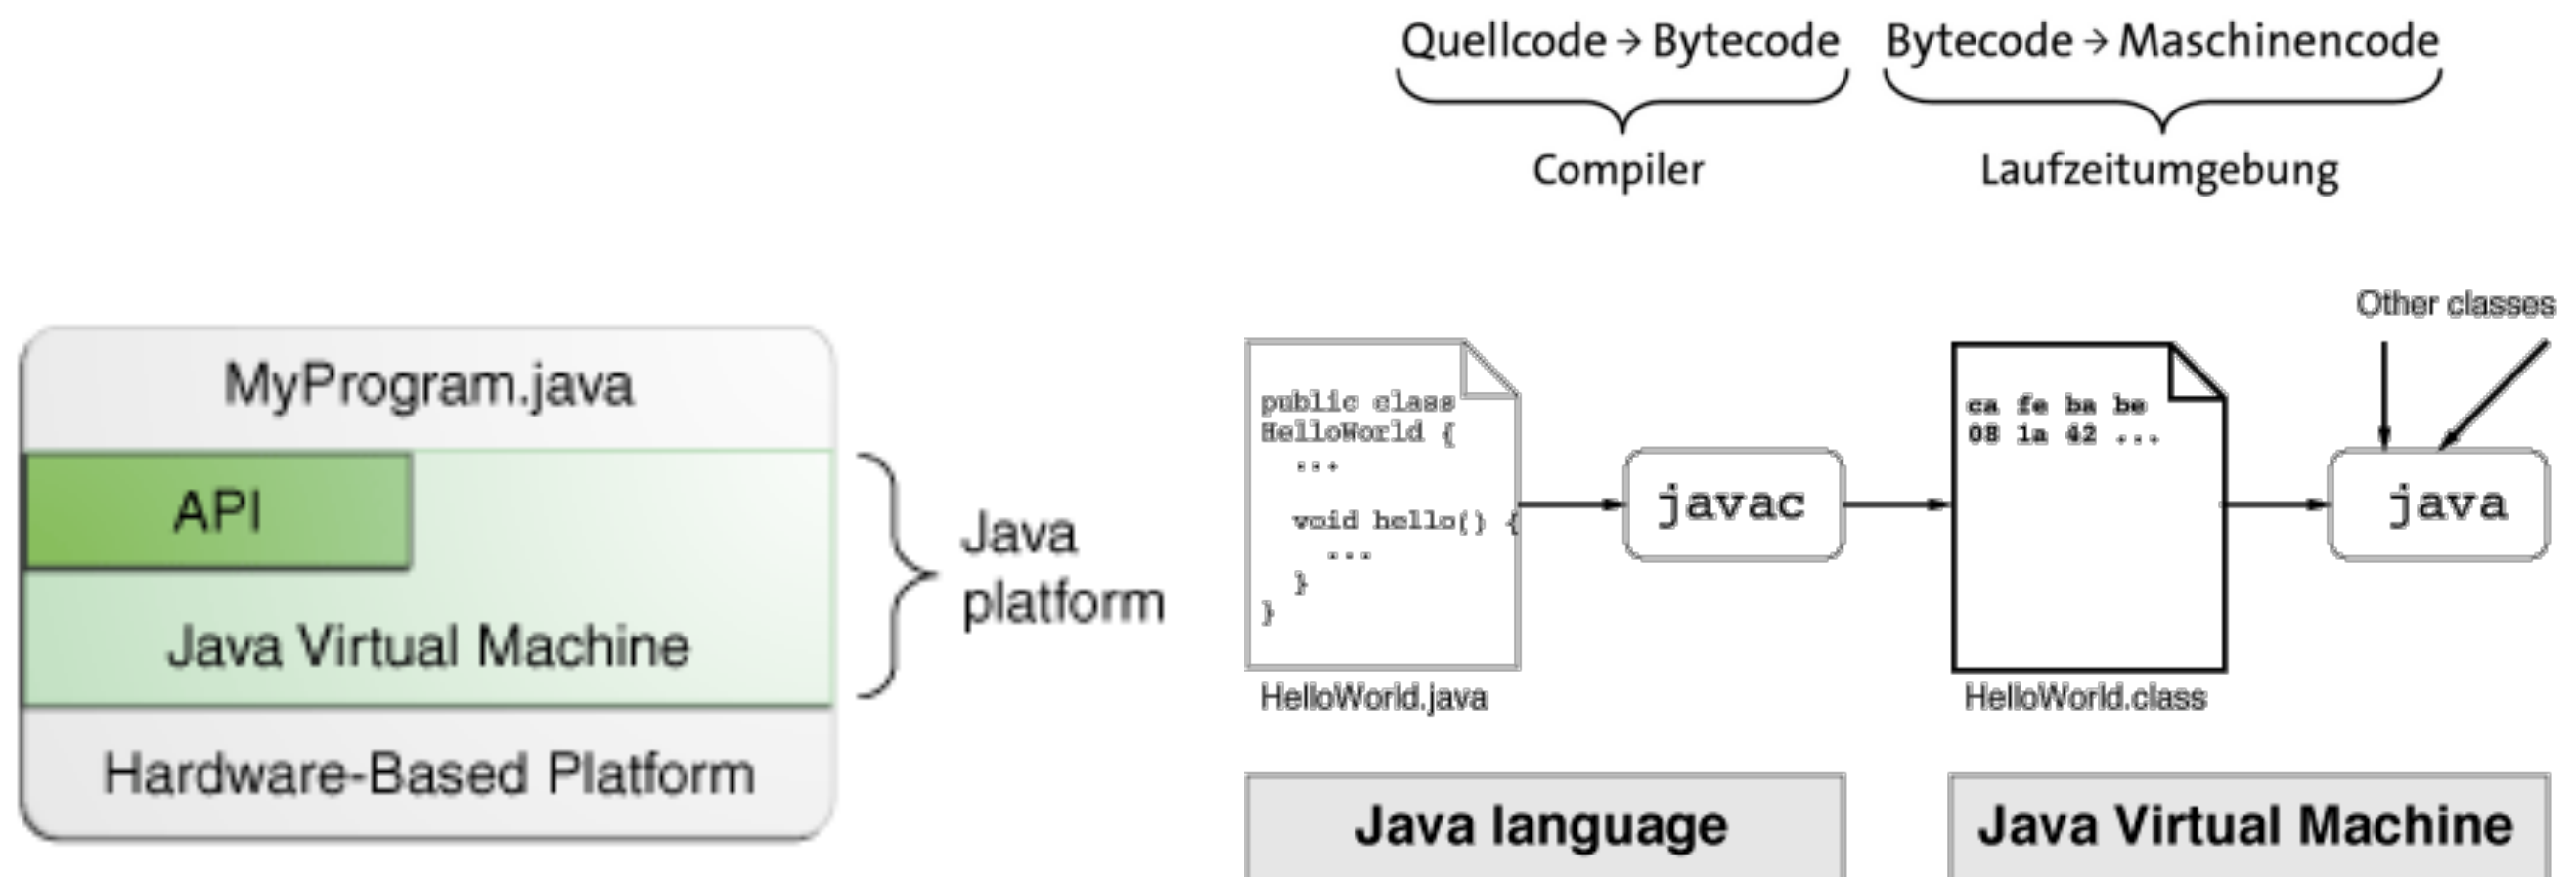 Quellcode → Bytecode
Bytecode → Maschinencode
Compiler
Laufzeitumgebung
MyProgram.java
API
Java Virtual Machine
Hardware-Based Platform
Java
platform
public class
HelloWorld {
...
void hello() {
...
}
}
HelloWorld.java
javac
ca fe ba be
08 1a 42 ...
HelloWorld.class
Other classes
java
Java language
Java Virtual Machine